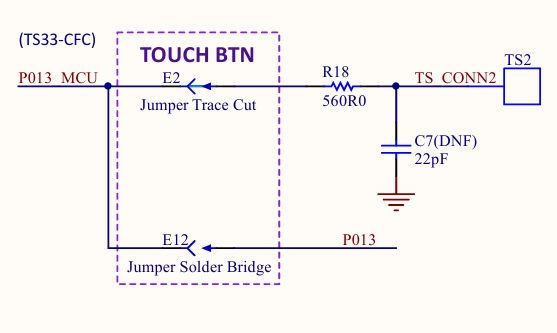 (TS33-CFC)
TOUCH BTN
P013_MCU
E2
Jumper Trace Cut
R18
560R0
TS_CONN2
TS2
C7(DNF)
22pF
E12
P013
Jumper Solder Bridge